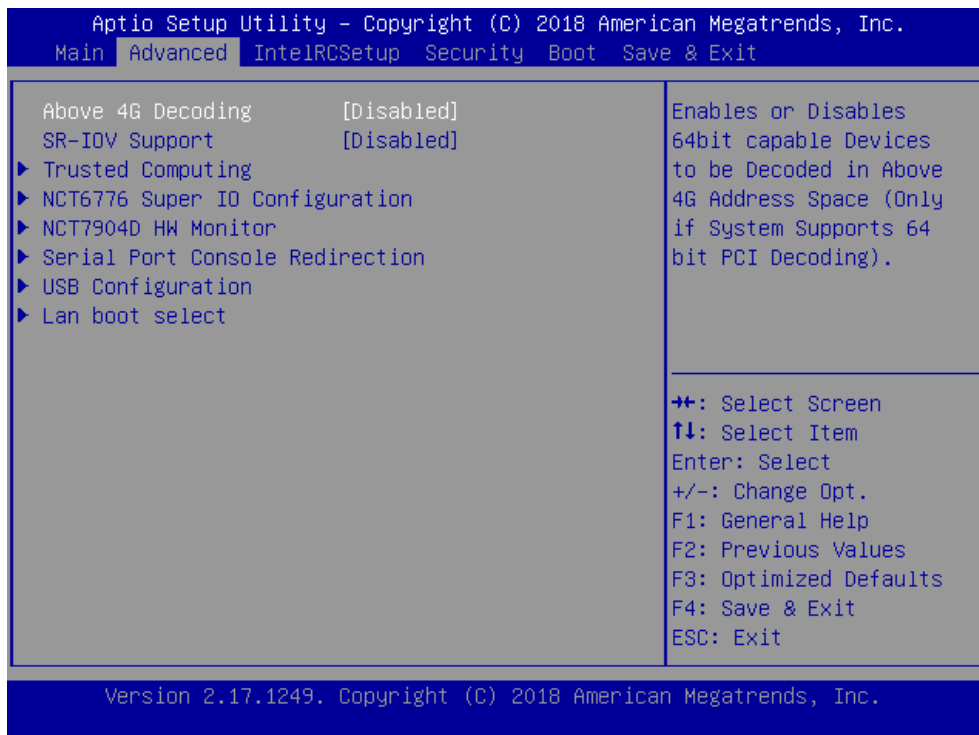 Aptio Setup Utility – Copyright (C) 2018 American Megatrends, Inc.
Main Advanced IntelRCSetup Security Boot Save & Exit
Above 4G Decoding [Disabled]
SR-IOV Support [Disabled]
Trusted Computing
NCT6776 Super IO Configuration
NCT7904D HW Monitor
Serial Port Console Redirection
USB Configuration
Lan boot select
Enables or Disables
64bit capable Devices
to be Decoded in Above
4G Address Space (Only
if System Supports 64
bit PCI Decoding).
→←: Select Screen
↑↓: Select Item
Enter: Select
+/-: Change Opt.
F1: General Help
F2: Previous Values
F3: Optimized Defaults
F4: Save & Exit
ESC: Exit
Version 2.17.1249. Copyright (C) 2018 American Megatrends, Inc.